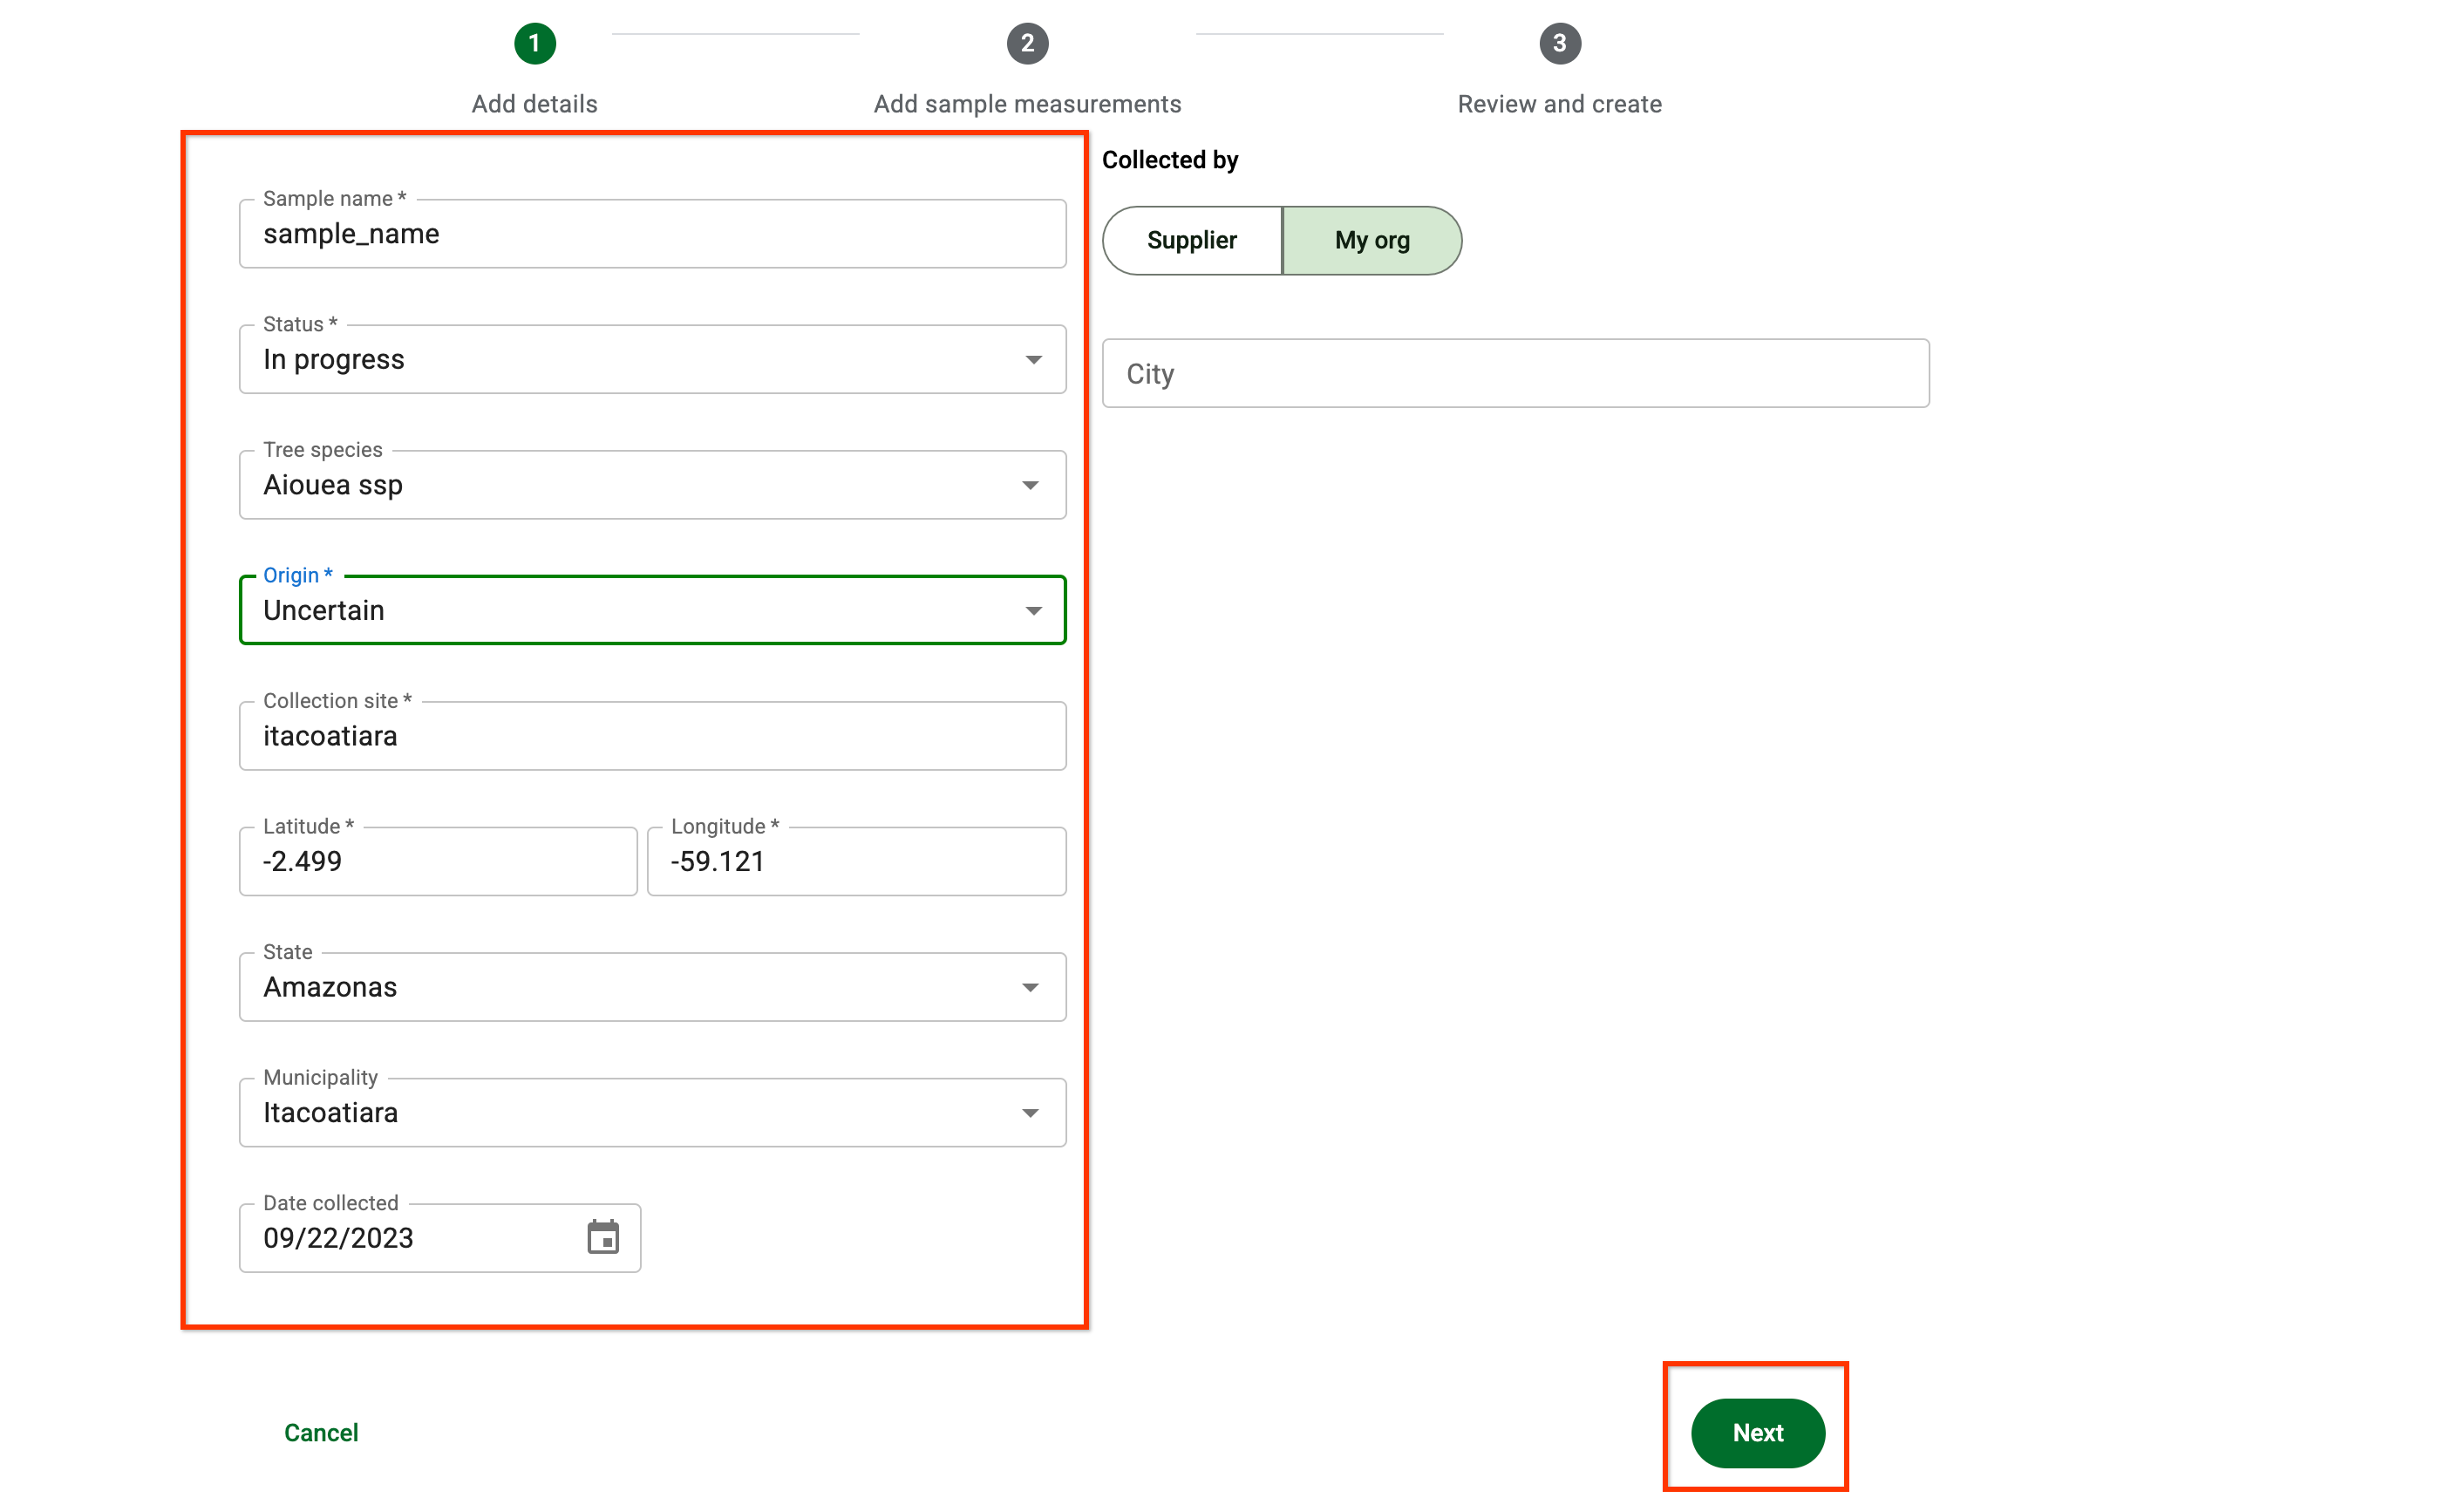 1
2
3
Add details
Add sample measurements
Review and create
Sample name *
sample_name
Status *
In progress
Tree species
Aiouea ssp
Origin *
Uncertain
Collection site *
itacoatiara
Latitude *
-2.499
Longitude *
-59.121
State
Amazonas
Municipality
Itacoatiara
Date collected
09/22/2023
Collected by
Supplier
My org
City
Cancel
Next